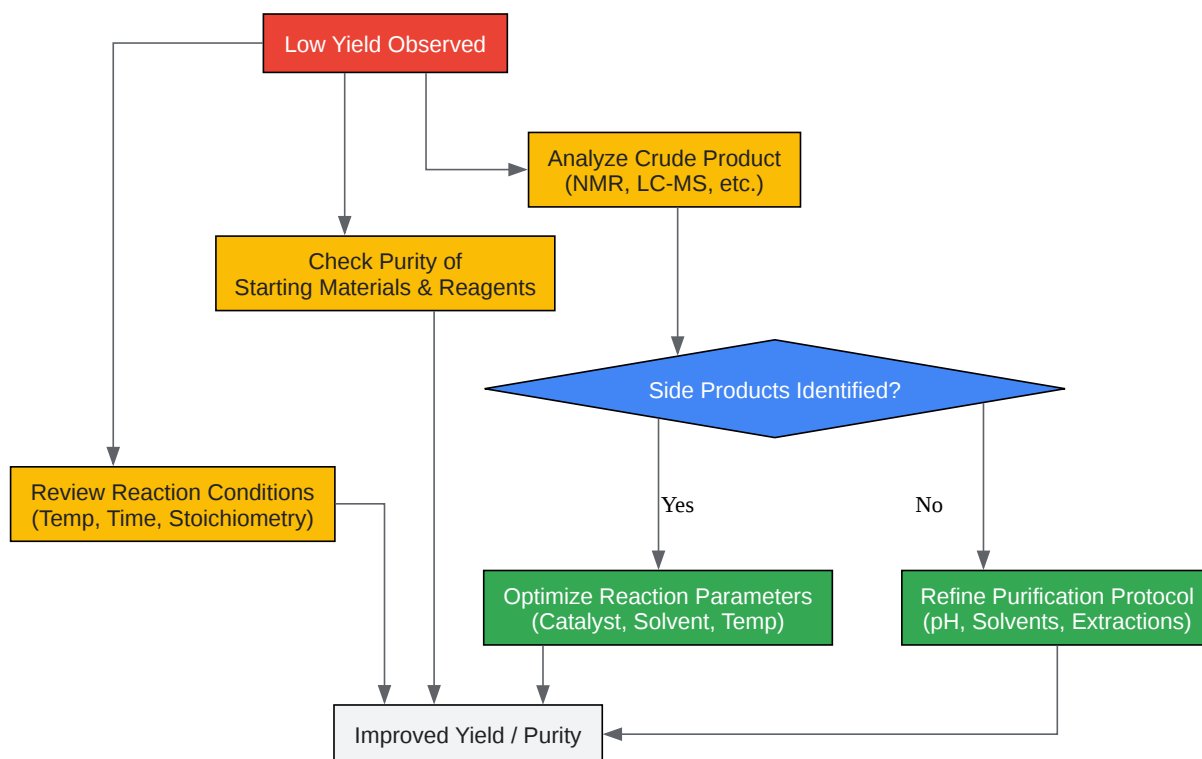 Low Yield Observed
Analyze Crude Product
(NMR, LC-MS, etc.)
Check Purity of
Starting Materials & Reagents
Side Products Identified?
Review Reaction Conditions
(Temp, Time, Stoichiometry)
Yes
No
Optimize Reaction Parameters
(Catalyst, Solvent, Temp)
Refine Purification Protocol
(pH, Solvents, Extractions)
Improved Yield / Purity